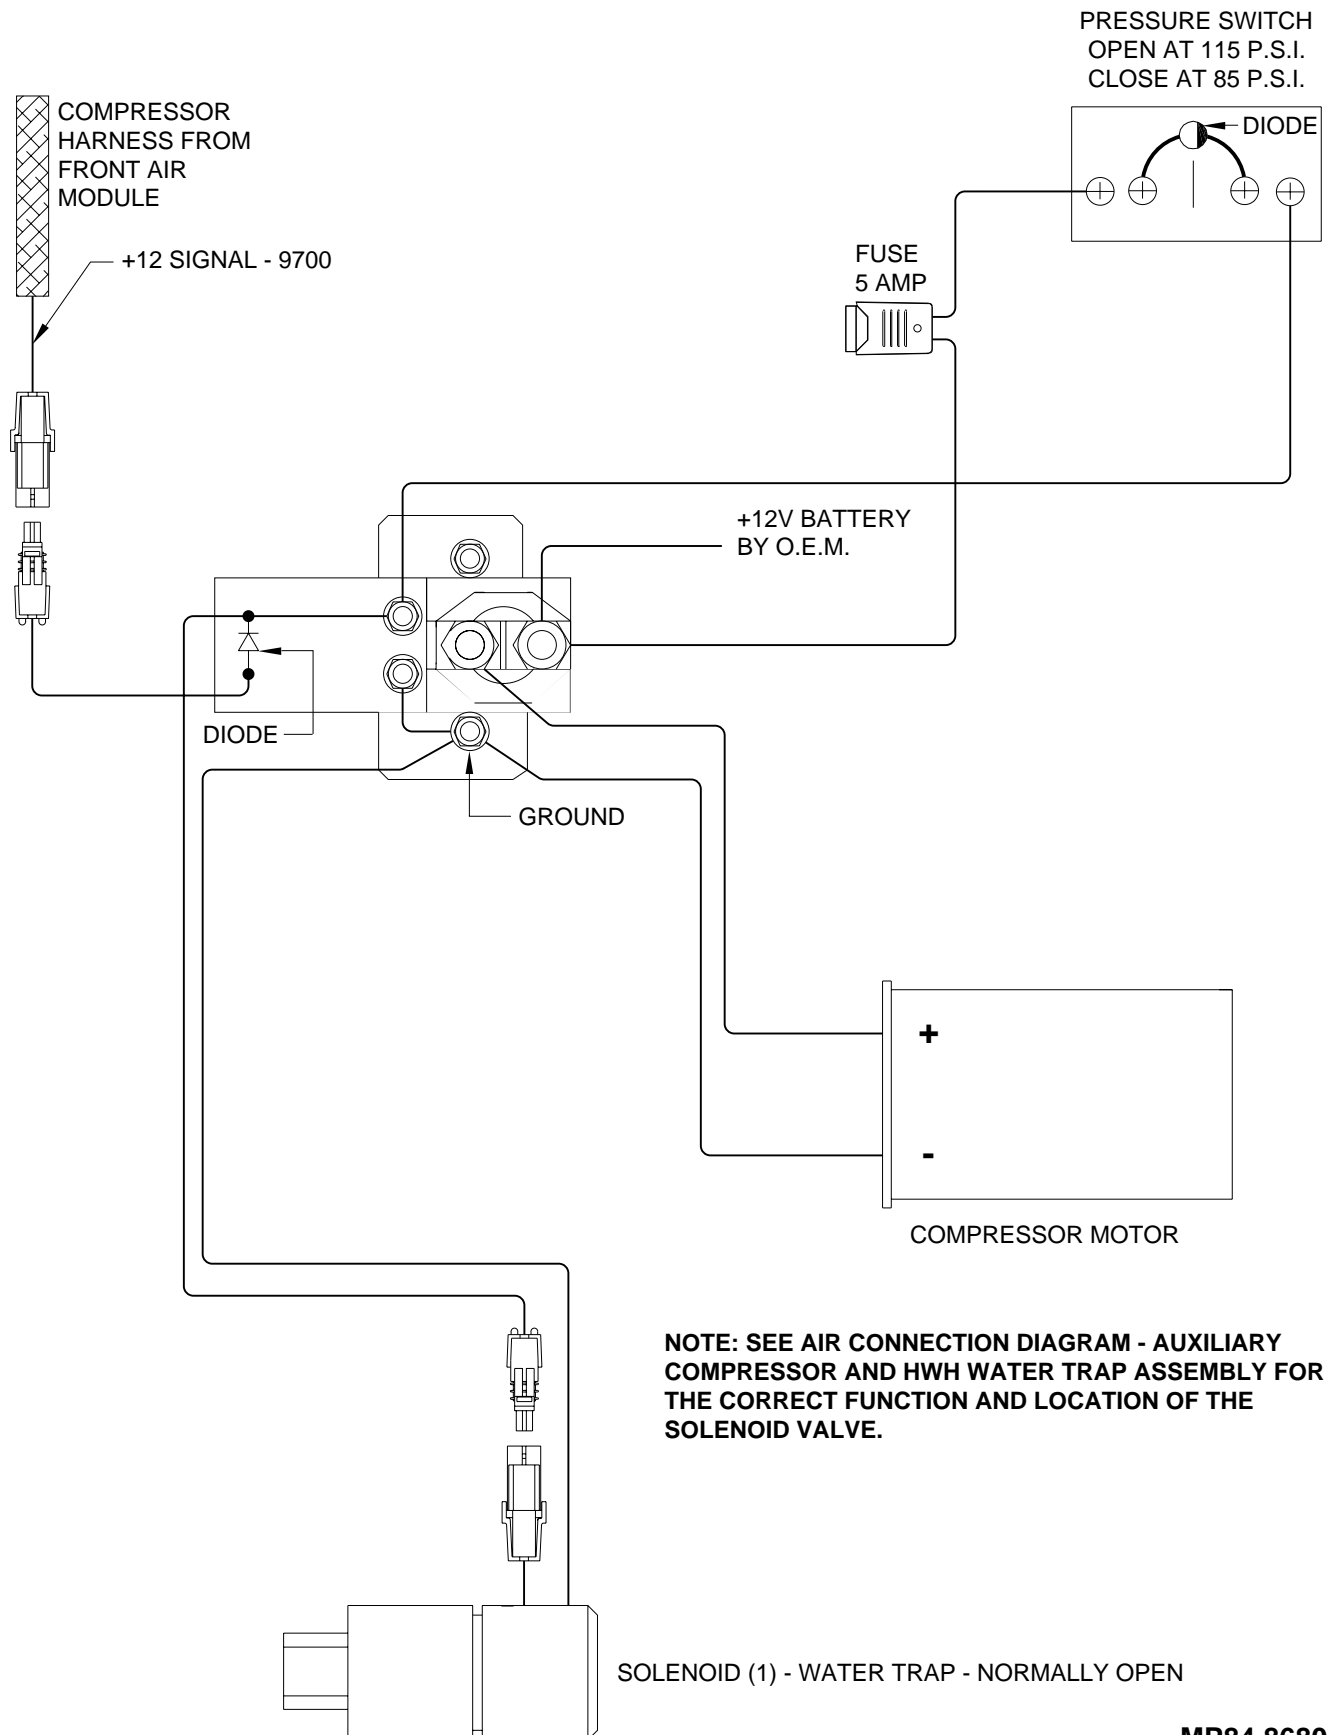 PRESSURE SWITCH
OPEN AT 115 P.S.I.
CLOSE AT 85 P.S.I.
DIODE
COMPRESSOR
HARNESS FROM
FRONT AIR
MODULE
+12 SIGNAL - 9700
FUSE
5 AMP
+12V BATTERY
BY O.E.M.
DIODE
GROUND
+
-
COMPRESSOR MOTOR
NOTE: SEE AIR CONNECTION DIAGRAM - AUXILIARY
COMPRESSOR AND HWH WATER TRAP ASSEMBLY FOR
THE CORRECT FUNCTION AND LOCATION OF THE
SOLENOID VALVE.
SOLENOID (1) - WATER TRAP - NORMALLY OPEN